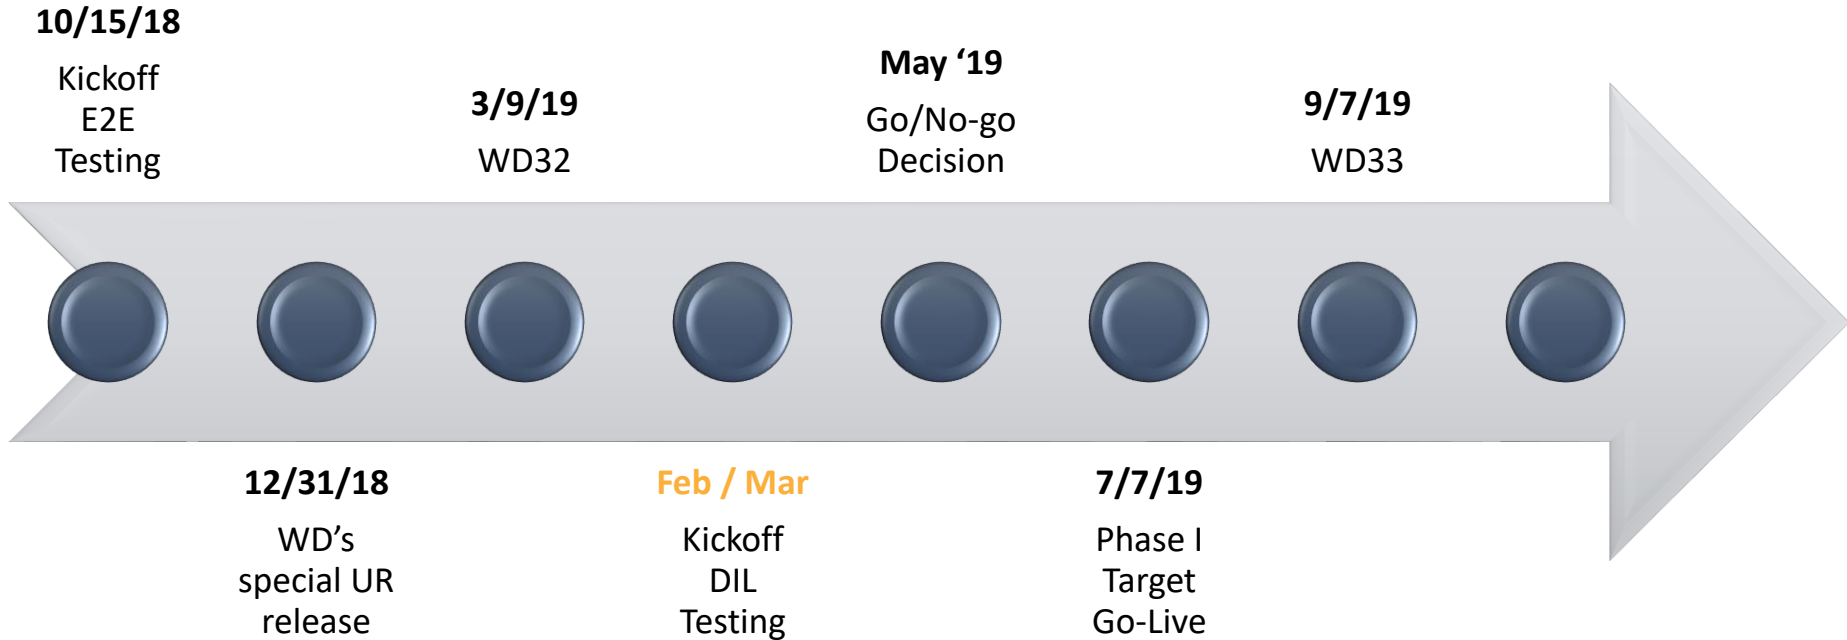 10/15/18
Kickoff
E2E
Testing
12/31/18
WD’s
special UR
release
3/9/19
WD32
Feb / Mar
Kickoff
DIL
Testing
May ‘19
Go/No-go
Decision
7/7/19
Phase I
Target
Go-Live
9/7/19
WD33